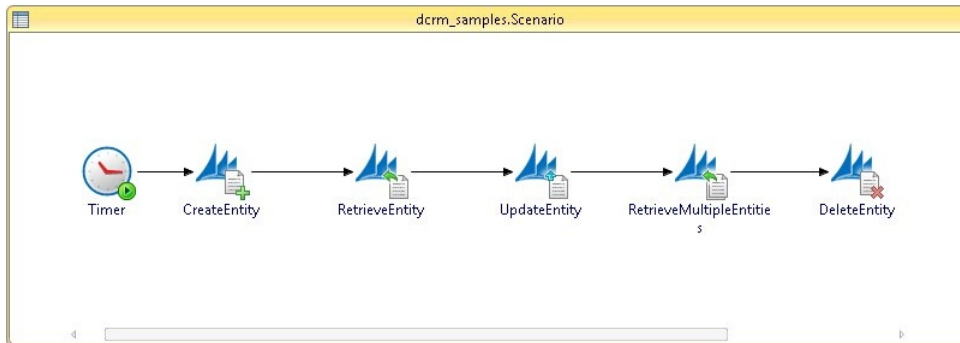 dcrm_samples.Scenario
Timer
CreateEntity
RetrieveEntity
UpdateEntity
RetrieveMultipleEntitie
s
DeleteEntity